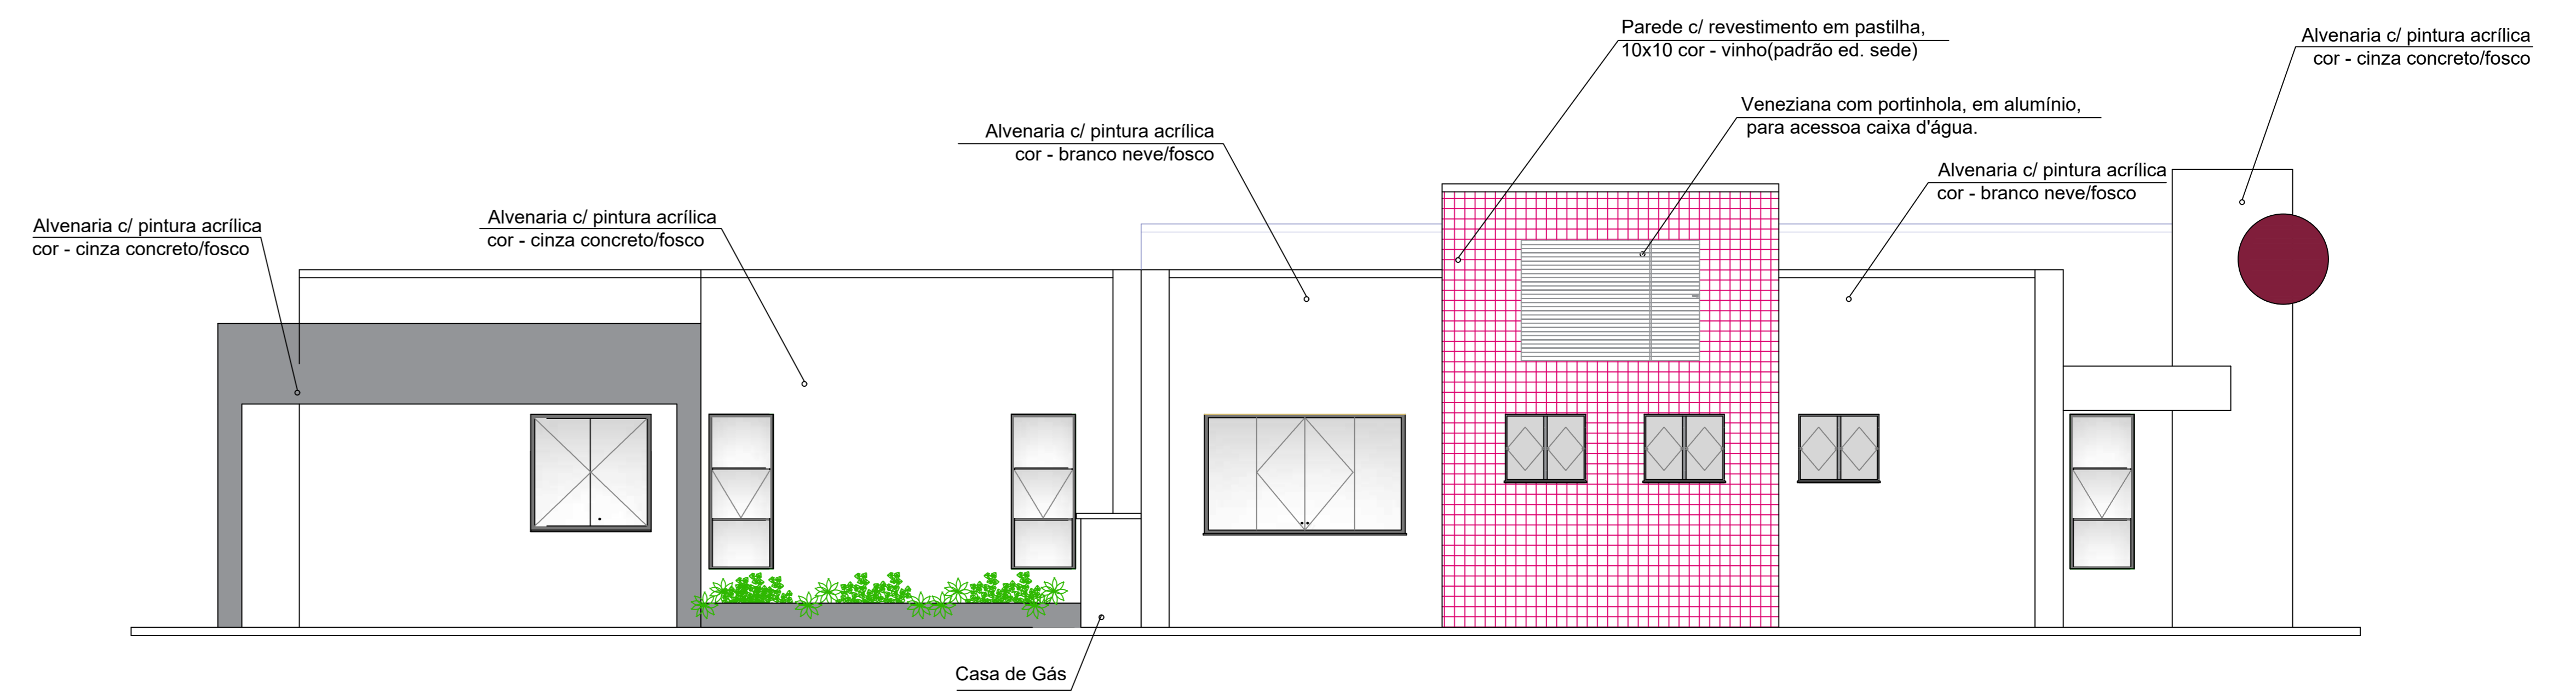 Parede c/ revestimento em pastilha,
10x10 cor - vinho(padrão ed. sede)
Alvenaria c/ pintura acrílica
cor - cinza concreto/fosco
Veneziana com portinhola, em alumínio,
para acessoa caixa d'água.
Alvenaria c/ pintura acrílica
cor - branco neve/fosco
Alvenaria c/ pintura acrílica
cor - branco neve/fosco
Alvenaria c/ pintura acrílica
cor - cinza concreto/fosco
Alvenaria c/ pintura acrílica
cor - cinza concreto/fosco
Casa de Gás